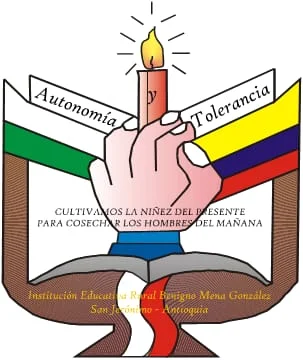 Autonomía
y
Tolerancia
CULTIVAMOS LA NIÑEZ DEL PRESENTE
PARA COSECHAR LOS HOMBRES DEL MAÑANA
Institución Educativa Rural Benigno Mena González
San Jerónimo - Antioquia